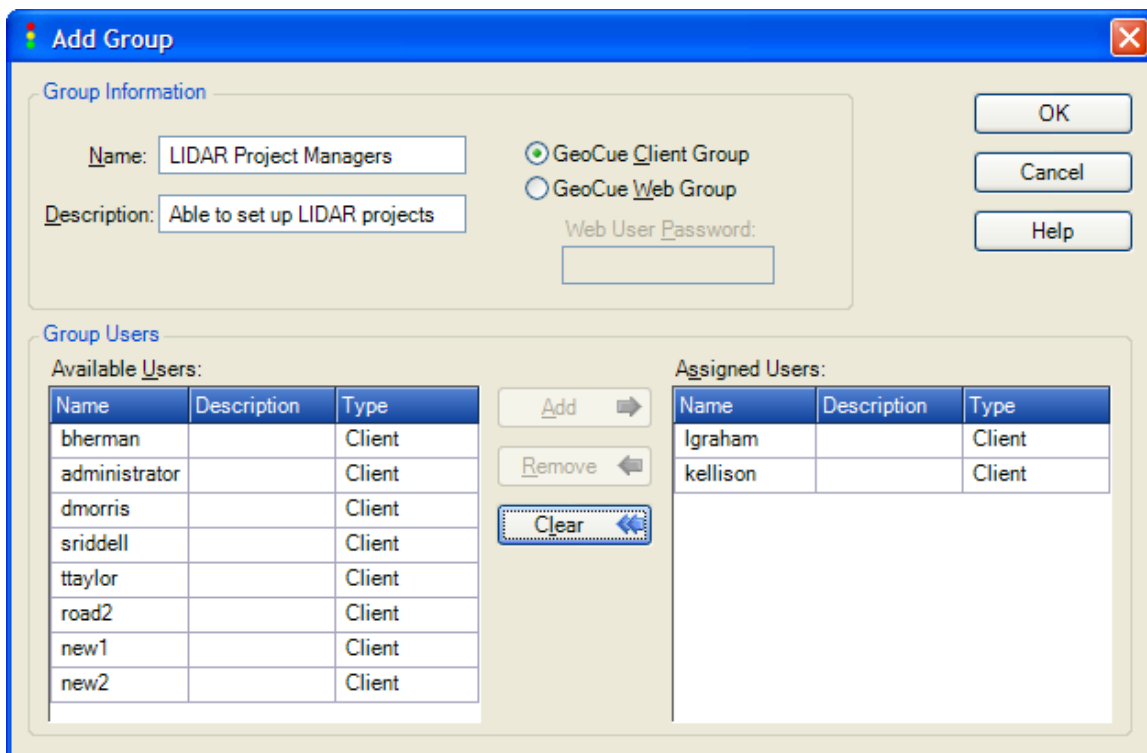 Add Group
Group Information
Name: LIDAR Project Managers
Description: Able to set up LIDAR projects
GeoCue Client Group
GeoCue Web Group
Web User Password:
OK
Cancel
Help
Group Users
Available Users:
Name Description Type
bherman Client
administrator Client
dmorris Client
sriddell Client
ttaylor Client
road2 Client
new1 Client
new2 Client
Add
Remove
Clear
Assigned Users:
Name Description Type
lgraham Client
kellison Client